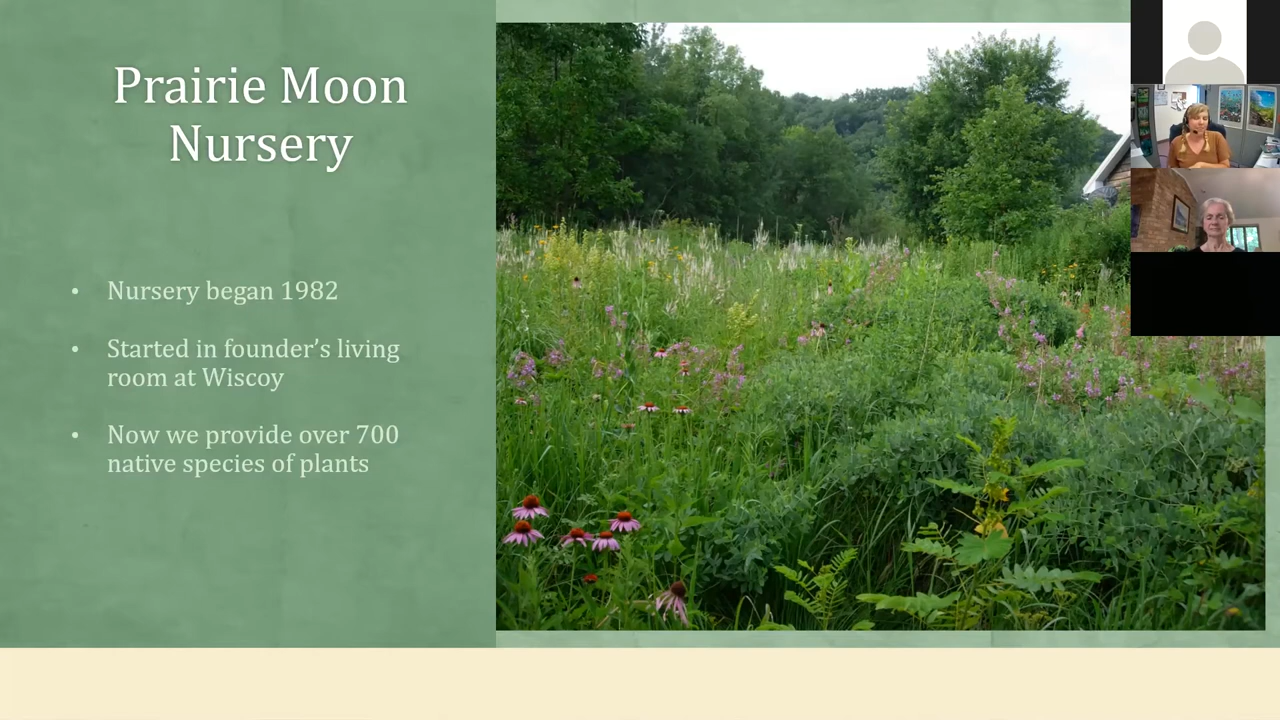 Prairie Moon
Nursery
• Nursery began 1982
• Started in founder’s living
room at Wiscoy
• Now we provide over 700
native species of plants